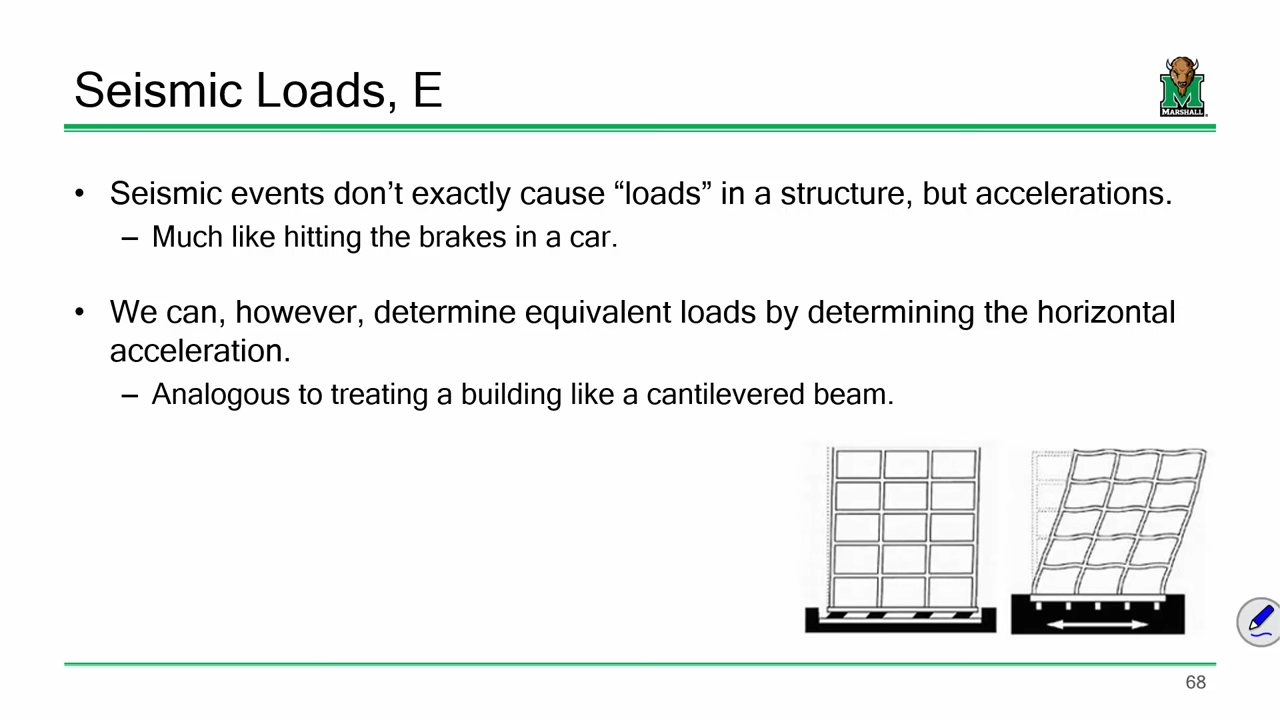 Seismic Loads, E
MARSHALL
• Seismic events don’t exactly cause “loads” in a structure, but accelerations.
– Much like hitting the brakes in a car.
• We can, however, determine equivalent loads by determining the horizontal
acceleration.
– Analogous to treating a building like a cantilevered beam.
68